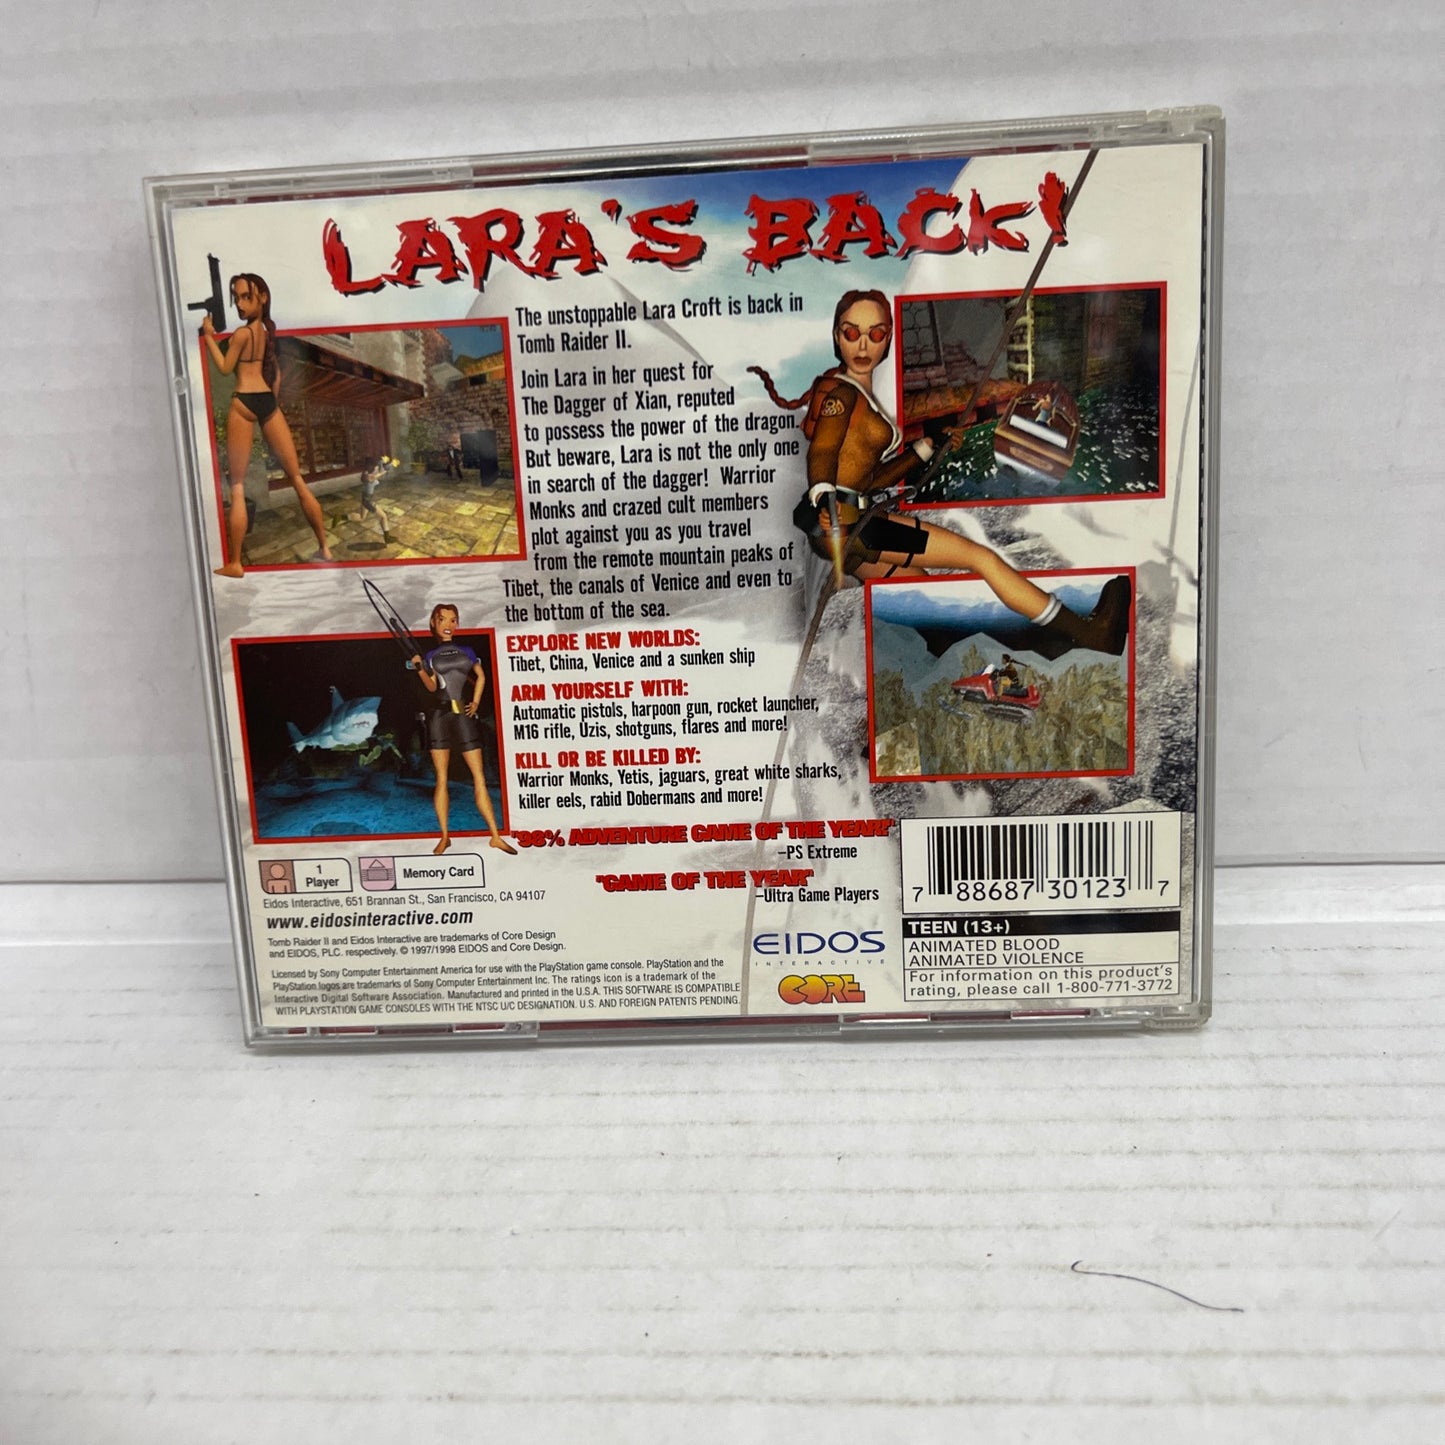 LARA'S BACK!
The unstoppable Lara Croft is back in
Tomb Raider II.
Join Lara in her quest for
The Dagger of Xian, reputed
to possess the power of the dragon.
But beware, Lara is not the only one
in search of the dagger! Warrior
Monks and crazed cult members
plot against you as you travel
from the remote mountain peaks of
Tibet, the canals of Venice and even to
the bottom of the sea.
EXPLORE NEW WORLDS:
Tibet, China, Venice and a sunken ship
ARM YOURSELF WITH:
Automatic pistols, harpoon gun, rocket launcher,
M16 rifle, Uzis, shotguns, flares and more!
KILL OR BE KILLED BY:
Warrior Monks, Yetis, jaguars, great white sharks,
killer eels, rabid Dobermans and more!
"98% ADVENTURE GAME OF THE YEAR!"
–PS Extreme
"GAME OF THE YEAR"
–Ultra Game Players
1
Player
Memory Card
Eidos Interactive, 651 Brannan St., San Francisco, CA 94107
www.eidosinteractive.com
Tomb Raider II and Eidos Interactive are trademarks of Core Design
and EIDOS, PLC. respectively. © 1997/1998 EIDOS and Core Design.
Licensed by Sony Computer Entertainment America for use with the PlayStation game console. PlayStation and the
PlayStation logos are trademarks of Sony Computer Entertainment Inc. The ratings icon is a trademark of the
Interactive Digital Software Association. Manufactured and printed in the U.S.A. THIS SOFTWARE IS COMPATIBLE
WITH PLAYSTATION GAME CONSOLES WITH THE NTSC U/C DESIGNATION. U.S. AND FOREIGN PATENTS PENDING.
EIDOS
INTERACTIVE
CORE
7 88687 30123 7
TEEN (13+)
ANIMATED BLOOD
ANIMATED VIOLENCE
For information on this product's
rating, please call 1-800-771-3772